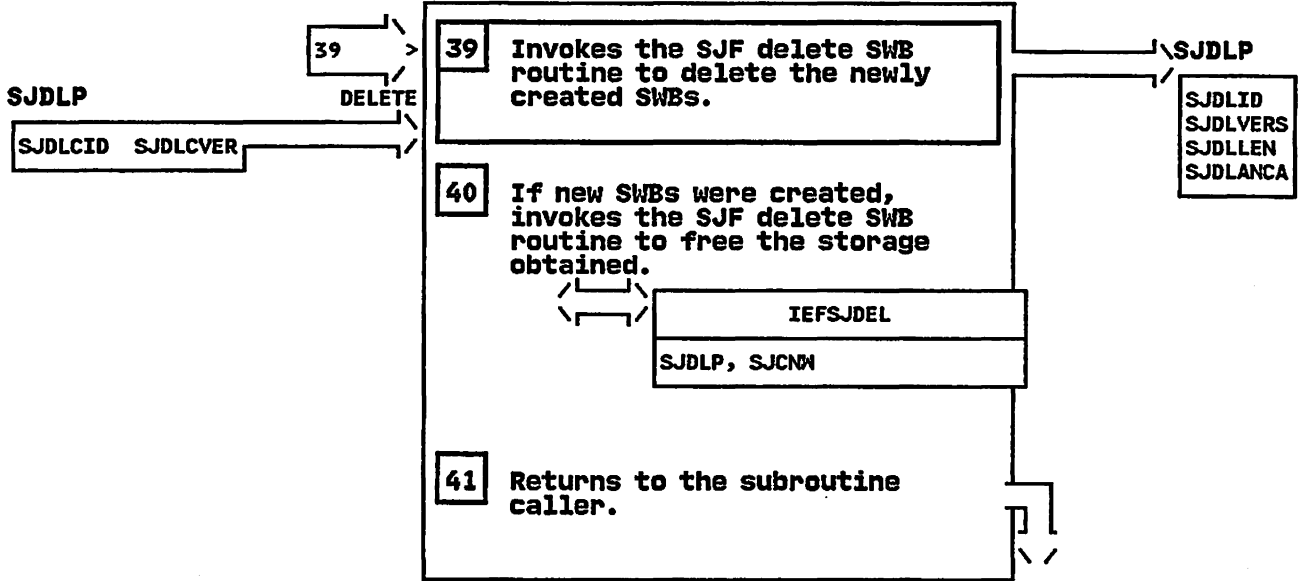 39
>
DELETE
SJDLP
SJDLCID SJDLCVER
39 Invokes the SJF delete SWB
routine to delete the newly
created SWBs.
SJDLP
SJDLID
SJDLVERS
SJDLLEN
SJDLANCA
40 If new SWBs were created,
invokes the SJF delete SWB
routine to free the storage
obtained.
IEFSJDEL
SJDLP, SJCNW
41 Returns to the subroutine
caller.